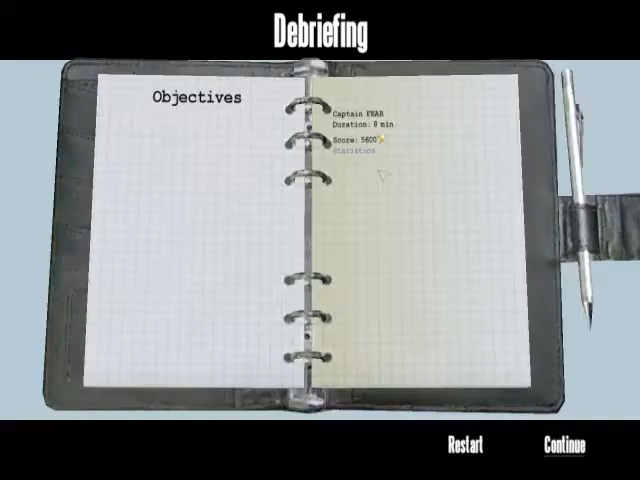 Debriefing
Objectives
Captain FEAR
Duration: 8 min
Score: 5600
Statistics
Restart
Continue